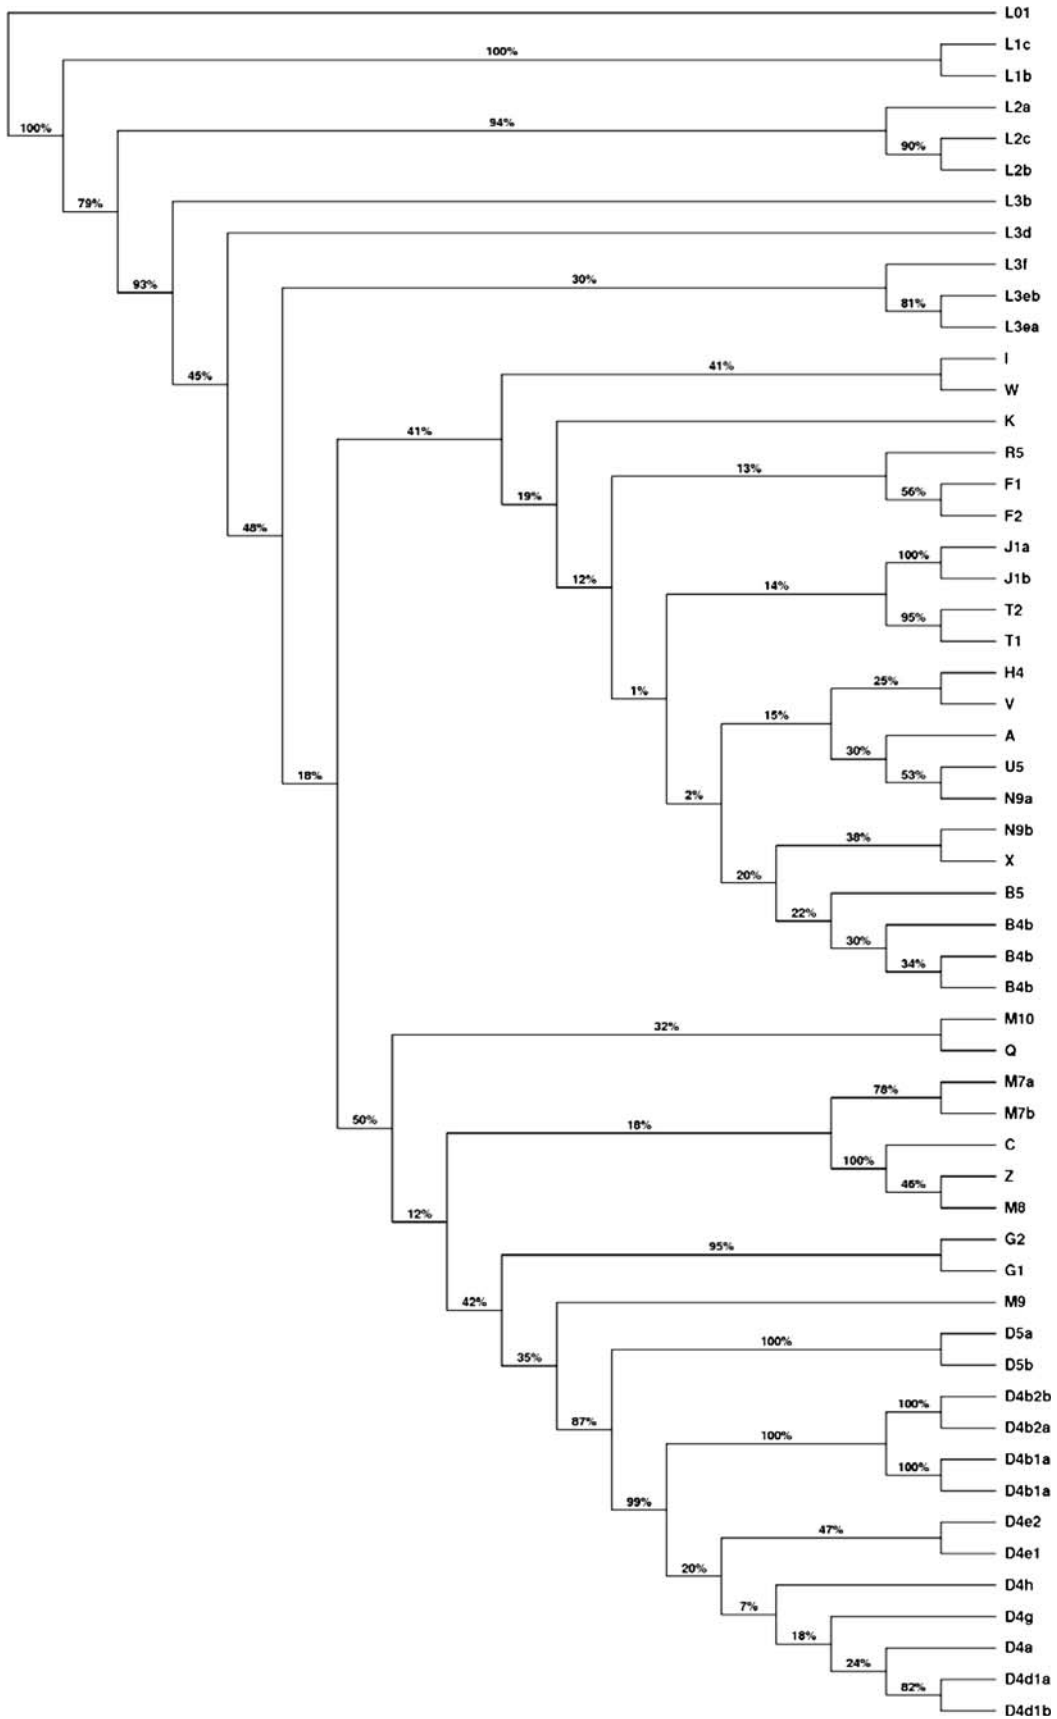 L01
L1c
100%
L1b
L2a
94%
100%
L2c
90%
L2b
L3b
79%
L3d
L3f
30%
93%
L3eb
81%
L3ea
I
41%
45%
W
K
41%
R5
13%
F1
56%
19%
F2
48%
J1a
100%
12%
J1b
14%
T2
95%
T1
H4
25%
1%
V
15%
A
30%
U5
18%
53%
2%
N9a
N9b
38%
X
20%
B5
22%
B4b
30%
B4b
34%
B4b
M10
32%
Q
M7a
78%
M7b
50%
18%
C
100%
Z
46%
M8
12%
G2
95%
G1
42%
M9
D5a
100%
35%
D5b
D4b2b
100%
87%
D4b2a
100%
D4b1a
100%
D4b1a
99%
D4e2
47%
D4e1
20%
D4h
7%
D4g
18%
D4a
24%
D4d1a
82%
D4d1b